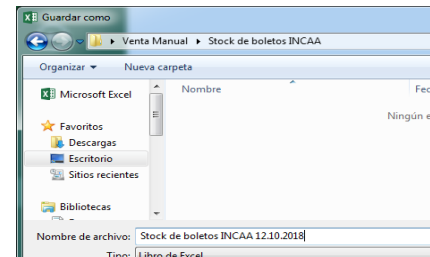 Guardar como
Venta Manual Stock de boletos INCAA
Organizar Nueva carpeta
Microsoft Excel
Nombre
Ningún
Favoritos
Descargas
Escritorio
Sitios recientes
Bibliotecas
Nombre de archivo: Stock de boletos INCAA 12.10.2018
Tipo: Libro de Excel